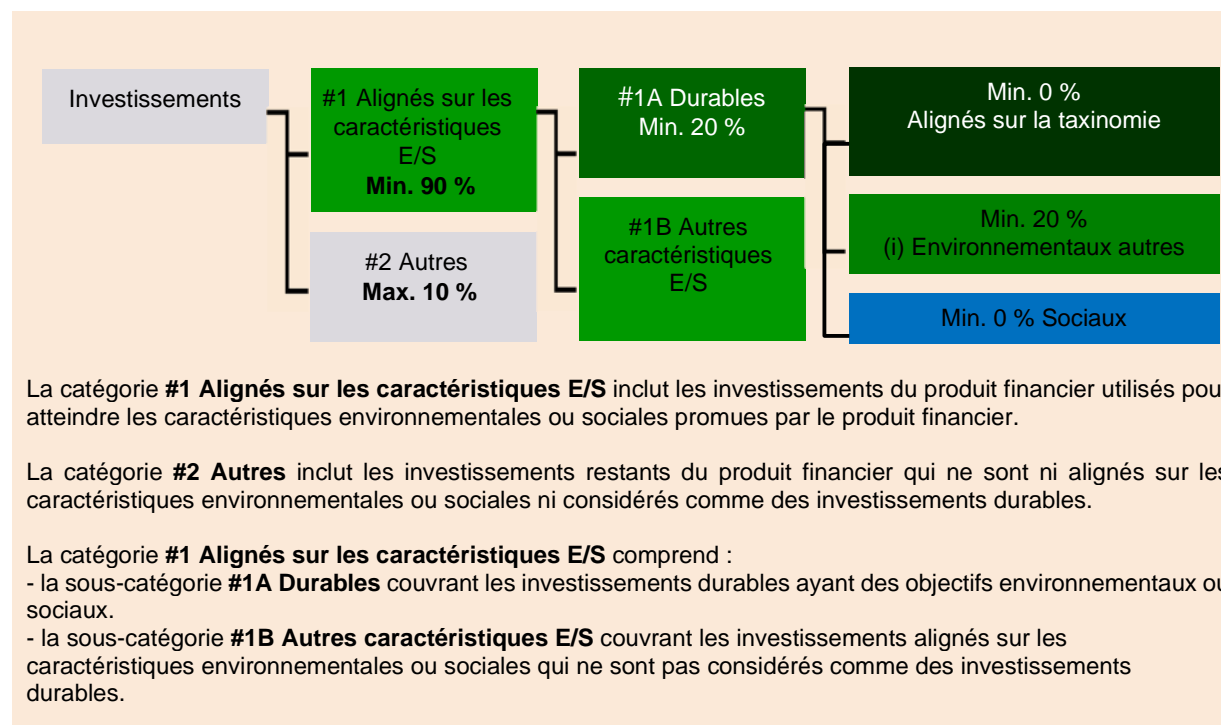 Investissements
#1 Alignés sur les
caractéristiques
E/S
Min. 90 %
#2 Autres
Max. 10 %
#1A Durables
Min. 20 %
#1B Autres
caractéristiques
E/S
Min. 0 %
Alignés sur la taxinomie
Min. 20 %
(i) Environnementaux autres
Min. 0 % Sociaux
La catégorie #1 Alignés sur les caractéristiques E/S inclut les investissements du produit financier utilisés pou
atteindre les caractéristiques environnementales ou sociales promues par le produit financier.
La catégorie #2 Autres inclut les investissements restants du produit financier qui ne sont ni alignés sur les
caractéristiques environnementales ou sociales ni considérés comme des investissements durables.
La catégorie #1 Alignés sur les caractéristiques E/S comprend :
- la sous-catégorie #1A Durables couvrant les investissements durables ayant des objectifs environnementaux ou
sociaux.
- la sous-catégorie #1B Autres caractéristiques E/S couvrant les investissements alignés sur les
caractéristiques environnementales ou sociales qui ne sont pas considérés comme des investissements
durables.